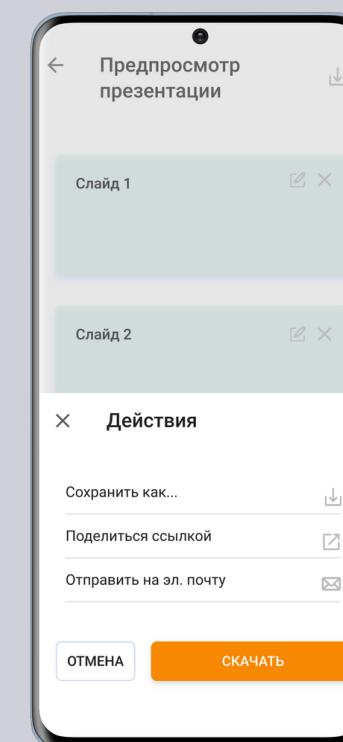 Предпросмотр
презентации
Слайд 1
Слайд 2
Действия
Сохранить как...
Поделиться ссылкой
Отправить на эл. почту
ОТМЕНА
СКАЧАТЬ